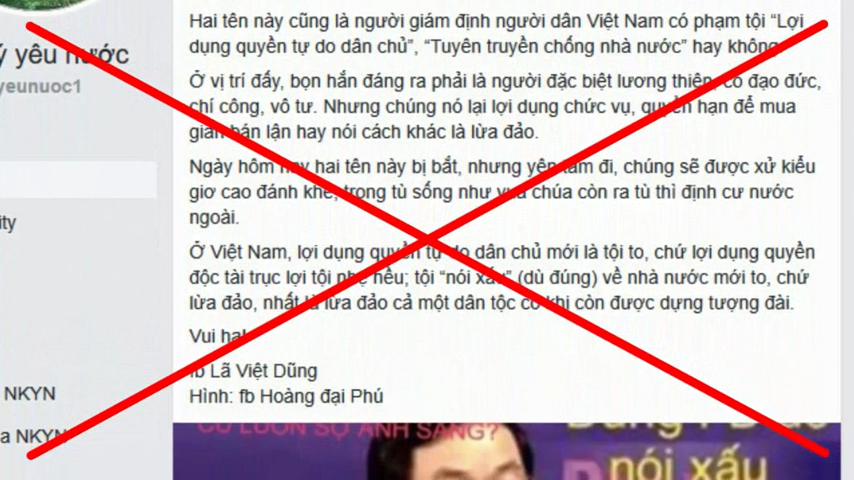 Hai tên này cũng là người giám định người dân Việt Nam có phạm tội “Lợi
dụng quyền tự do dân chủ”, “Tuyên truyền chống nhà nước” hay không
ý yêu nước
yeunuoc1
Ở vị trí đấy, bọn hắn đáng ra phải là người đặc biệt lương thiện, có đạo đức,
chí công, vô tư. Nhưng chúng nó lại lợi dụng chức vụ, quyền hạn để mua
gian bán lận hay nói cách khác là lừa đảo.
Ngày hôm nay hai tên này bị bắt, nhưng yên tâm đi, chúng sẽ được xử kiểu
giơ cao đánh khẽ, trong tù sống như vua chúa còn ra tù thì định cư nước
ngoài.
ity
Ở Việt Nam, lợi dụng quyền tự do dân chủ mới là tội to, chứ lợi dụng quyền
độc tài trục lợi tội nhẹ hều; tội “nói xấu” (dù đúng) về nhà nước mới to, chứ
lừa đảo, nhất là lừa đảo cả một dân tộc có khi còn được dựng tượng đài.
Vui ha
fb Lã Việt Dũng
Hình: fb Hoàng đại Phú
NKYN
a NKYN
CỨ LUÔN SỢ ÁNH SÁNG?
nói xấu